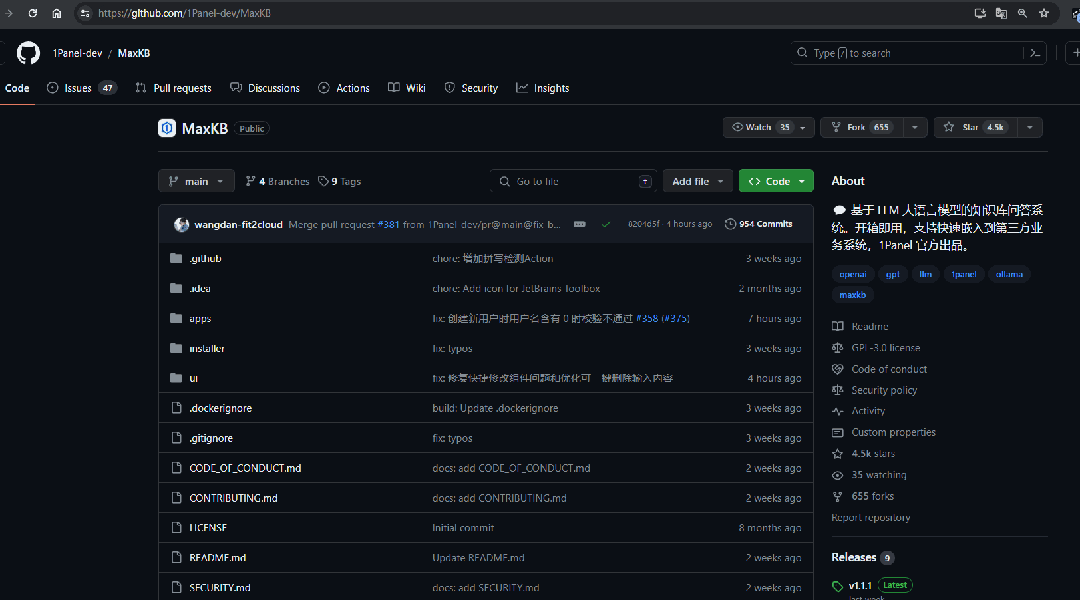 https://github.com/1Panel-dev/MaxKB
1Panel-dev / MaxKB
Type / to search
Code Issues 47 Pull requests Discussions Actions Wiki Security Insights
MaxKB Public
Watch 35 Fork 655 Star 4.5k
main 4 Branches 9 Tags Go to file Add file Code
wangdan-fit2cloud Merge pull request #381 from 1Panel-dev/pr@main@fix_b... 8204d5f · 4 hours ago 954 Commits
.github chore: 增加拼写检测Action 3 weeks ago
.idea chore: Add icon for JetBrains Toolbox 2 months ago
apps fix: 创建新用户时用户名含有 0 时校验不通过 #358 (#375) 7 hours ago
installer fix: typos 3 weeks ago
ui fix: 修复快捷修改组件问题和优化可一键删除输入内容 4 hours ago
.dockerignore build: Update .dockerignore 3 weeks ago
.gitignore fix: typos 3 weeks ago
CODE_OF_CONDUCT.md docs: add CODE_OF_CONDUCT.md 2 weeks ago
CONTRIBUTING.md docs: add CONTRIBUTING.md 2 weeks ago
LICENSE Initial commit 8 months ago
README.md Update README.md 2 weeks ago
SECURITY.md docs: add SECURITY.md 2 weeks ago
About
基于 LLM 大语言模型的知识库问答系
统。开箱即用，支持快速嵌入到第三方业
务系统，1Panel 官方出品。
openai gpt llm 1panel ollama
maxkb
Readme
GPL-3.0 license
Code of conduct
Security policy
Activity
Custom properties
4.5k stars
35 watching
655 forks
Report repository
Releases 9
v1.1.1 Latest
last week